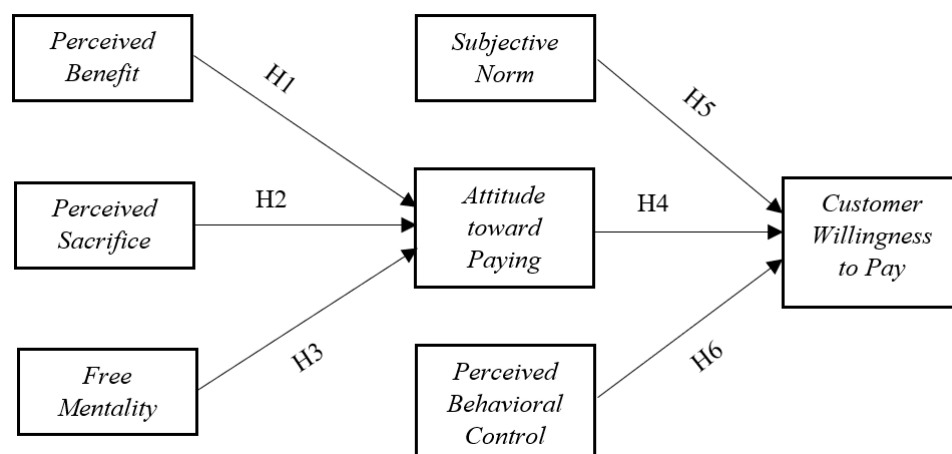 Perceived
Benefit
H1
Subjective
Norm
H5
Perceived
Sacrifice
H2
Attitude
toward
Paying
H4
Customer
Willingness
to Pay
Free
Mentality
H3
Perceived
Behavioral
Control
H6